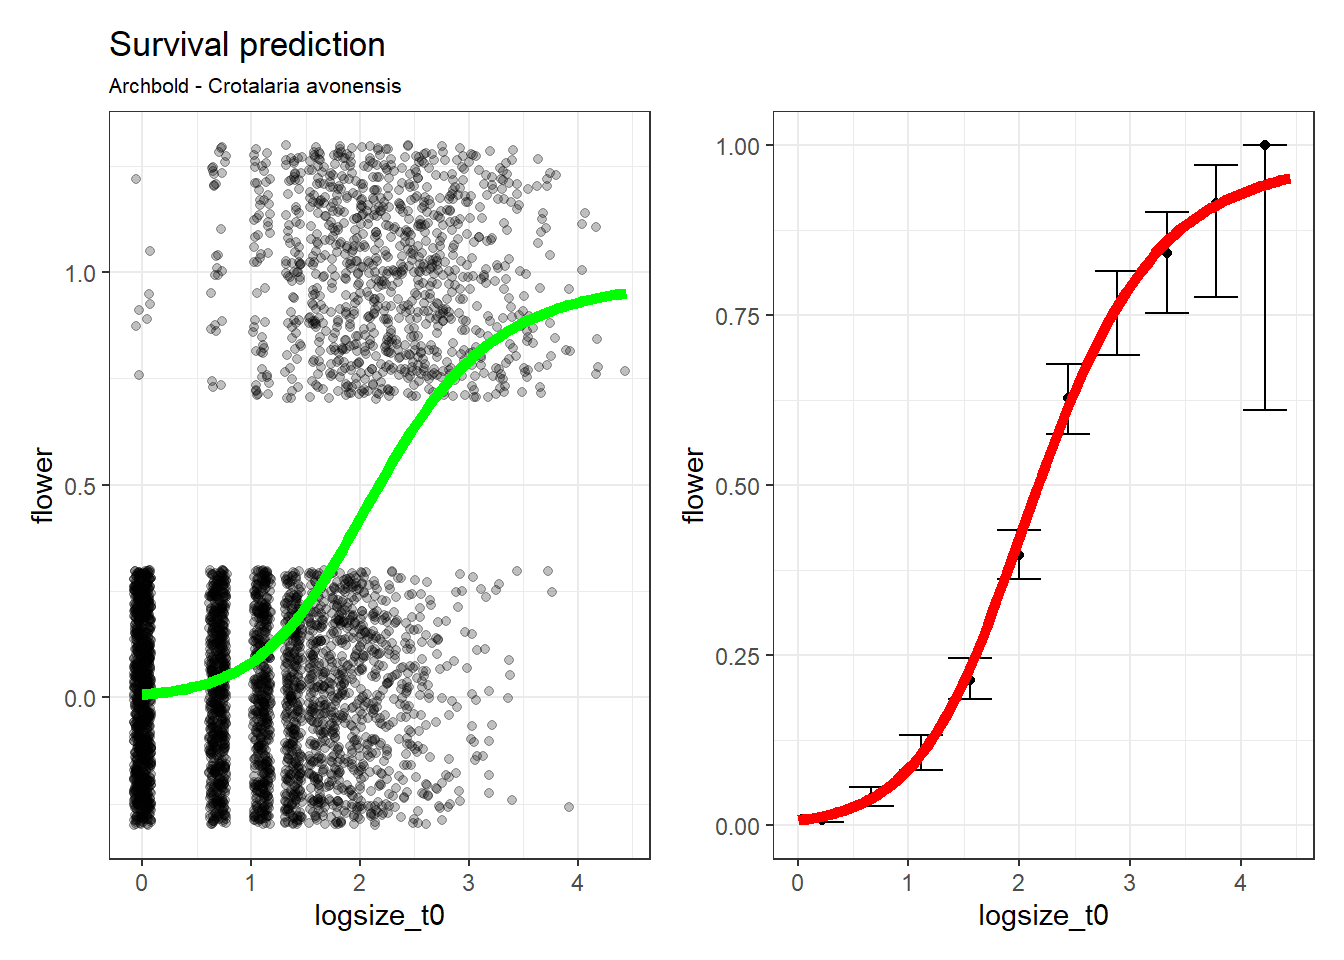 Survival prediction
Archbold - Crotalaria avonensis
flower
1.0
0.5
0.0
0 1 2 3 4
logsize_t0
flower
1.00
0.75
0.50
0.25
0.00
0 1 2 3 4
logsize_t0